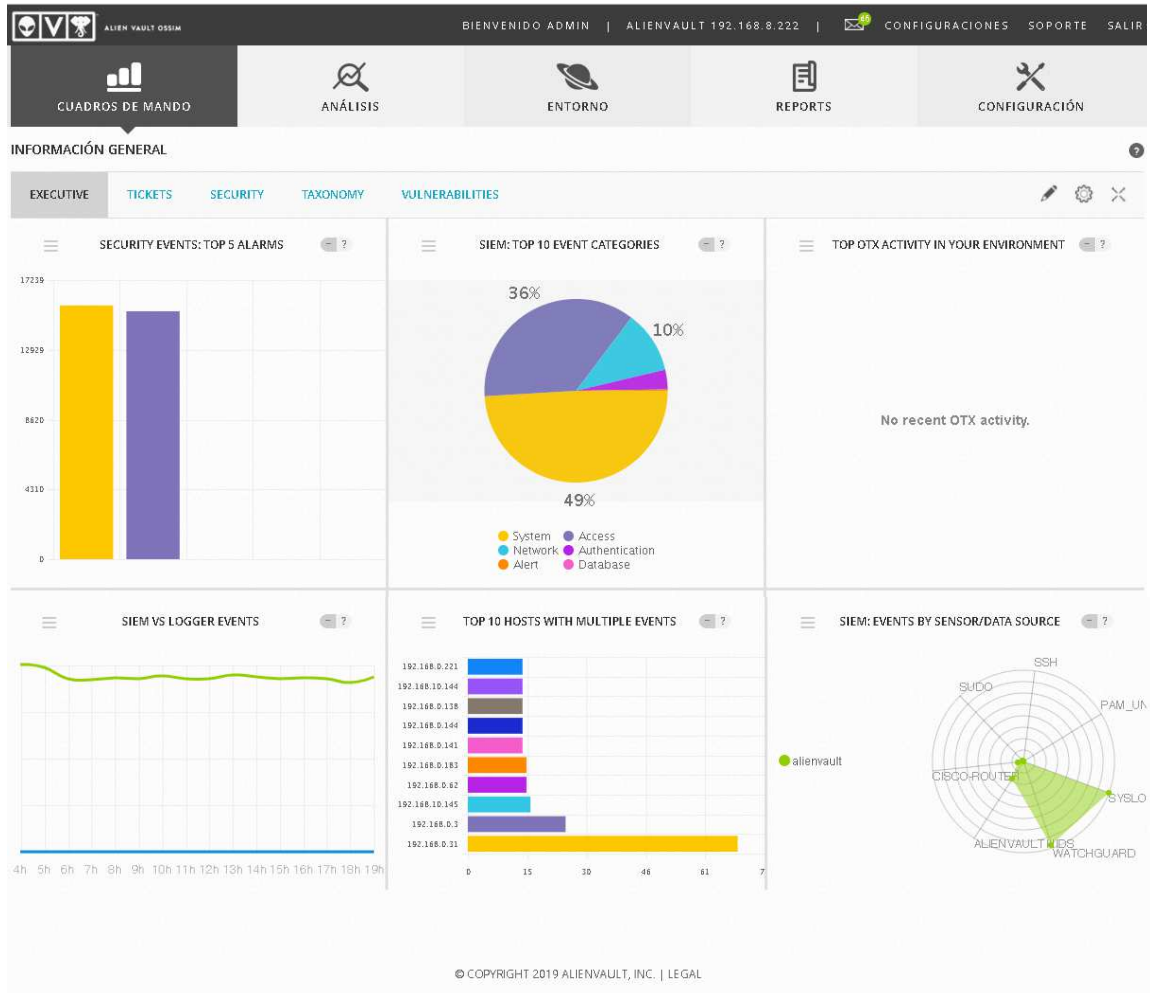 ALIEN VAULT OSSIM
BIENVENIDO ADMIN | ALIENVAULT 192.168.8.222 | CONFIGURACIONES SOPORTE SALIR
CUADROS DE MANDO
ANÁLISIS
ENTORNO
REPORTS
CONFIGURACIÓN
INFORMACIÓN GENERAL
?
EXECUTIVE TICKETS SECURITY TAXONOMY VULNERABILITIES
SECURITY EVENTS: TOP 5 ALARMS
- ?
17239
12929
8620
4310
0
SIEM: TOP 10 EVENT CATEGORIES
- ?
36%
10%
49%
System Access
Network Authentication
Alert Database
TOP OTX ACTIVITY IN YOUR ENVIRONMENT
- ?
No recent OTX activity.
SIEM VS LOGGER EVENTS
- ?
4h 5h 6h 7h 8h 9h 10h 11h 12h 13h 14h 15h 16h 17h 18h 19h
TOP 10 HOSTS WITH MULTIPLE EVENTS
- ?
192.168.0.221
192.168.10.144
192.168.0.138
192.168.0.144
192.168.0.141
192.168.0.183
192.168.0.62
192.168.10.145
192.168.0.3
192.168.0.31
0 15 30 46 61 7
SIEM: EVENTS BY SENSOR/DATA SOURCE
- ?
alienvault
SSH
SUDO
PAM_UN
CISCO-ROUTER
SYSLO
ALIENVAULT HIDS
WATCHGUARD
© COPYRIGHT 2019 ALIENVAULT, INC. | LEGAL